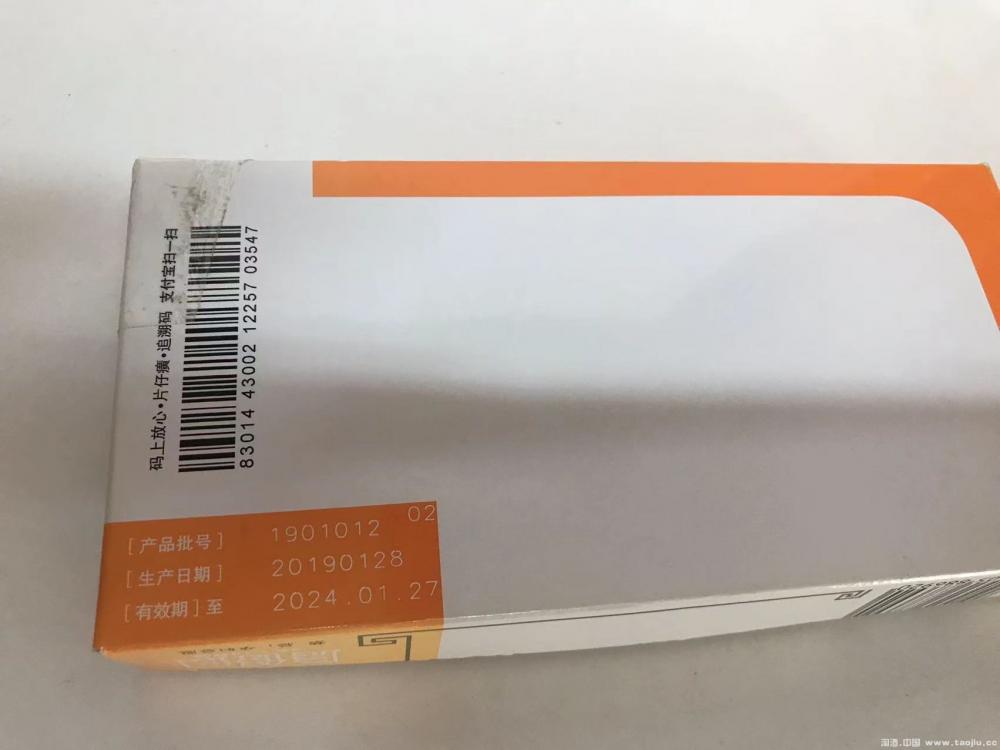 码上放心•片仔癀•追溯码 支付宝扫一扫
83014 43002 12257 03547
[产品批号] 1901012 02
[生产日期] 20190128
[有效期]至 2024.01.27
淘酒.中国 www.taojiu.cc